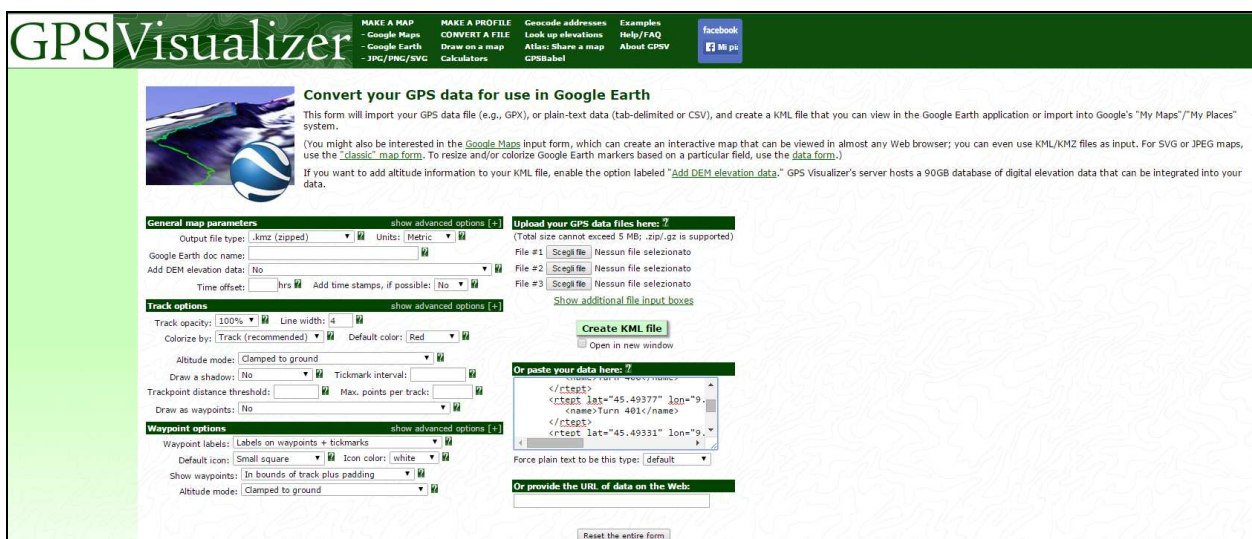 GPSVisualizer
MAKE A MAP
- Google Maps
- Google Earth
- JPG/PNG/SVG
MAKE A PROFILE
CONVERT A FILE
Draw on a map
Calculators
Geocode addresses
Look up elevations
Atlas: Share a map
GPSBabel
Examples
Help/FAQ
About GPSV
facebook
Mi pi
Convert your GPS data for use in Google Earth
This form will import your GPS data file (e.g., GPX), or plain-text data (tab-delimited or CSV), and create a KML file that you can view in the Google Earth application or import into Google's "My Maps"/"My Places"
system.
(You might also be interested in the Google Maps input form, which can create an interactive map that can be viewed in almost any Web browser; you can even use KML/KMZ files as input. For SVG or JPEG maps,
use the "classic" map form. To resize and/or colorize Google Earth markers based on a particular field, use the data form.)
If you want to add altitude information to your KML file, enable the option labeled "Add DEM elevation data." GPS Visualizer's server hosts a 90GB database of digital elevation data that can be integrated into your
data.
General map parameters show advanced options [+]
Output file type: .kmz (zipped) ? Units: Metric ?
Google Earth doc name: ?
Add DEM elevation data: No ?
Time offset: hrs ? Add time stamps, if possible: No ?
Track options show advanced options [+]
Track opacity: 100% ? Line width: 4 ?
Colorize by: Track (recommended) ? Default color: Red ?
Altitude mode: Clamped to ground ?
Draw a shadow: No ? Tickmark interval: ?
Trackpoint distance threshold: ? Max. points per track: ?
Draw as waypoints: No ?
Waypoint options show advanced options [+]
Waypoint labels: Labels on waypoints + tickmarks ?
Default icon: Small square ? Icon color: white ?
Show waypoints: In bounds of track plus padding ?
Altitude mode: Clamped to ground ?
Upload your GPS data files here: ?
(Total size cannot exceed 5 MB; .zip/.gz is supported)
File #1 Scegli file Nessun file selezionato
File #2 Scegli file Nessun file selezionato
File #3 Scegli file Nessun file selezionato
Show additional file input boxes
Create KML file
Open in new window
Or paste your data here: ?
<name>Turn 400</name>
</rtept>
<rtept lat="45.49377" lon="9.
<name>Turn 401</name>
</rtept>
<rtept lat="45.49331" lon="9.
Force plain text to be this type: default
Or provide the URL of data on the Web:
Reset the entire form